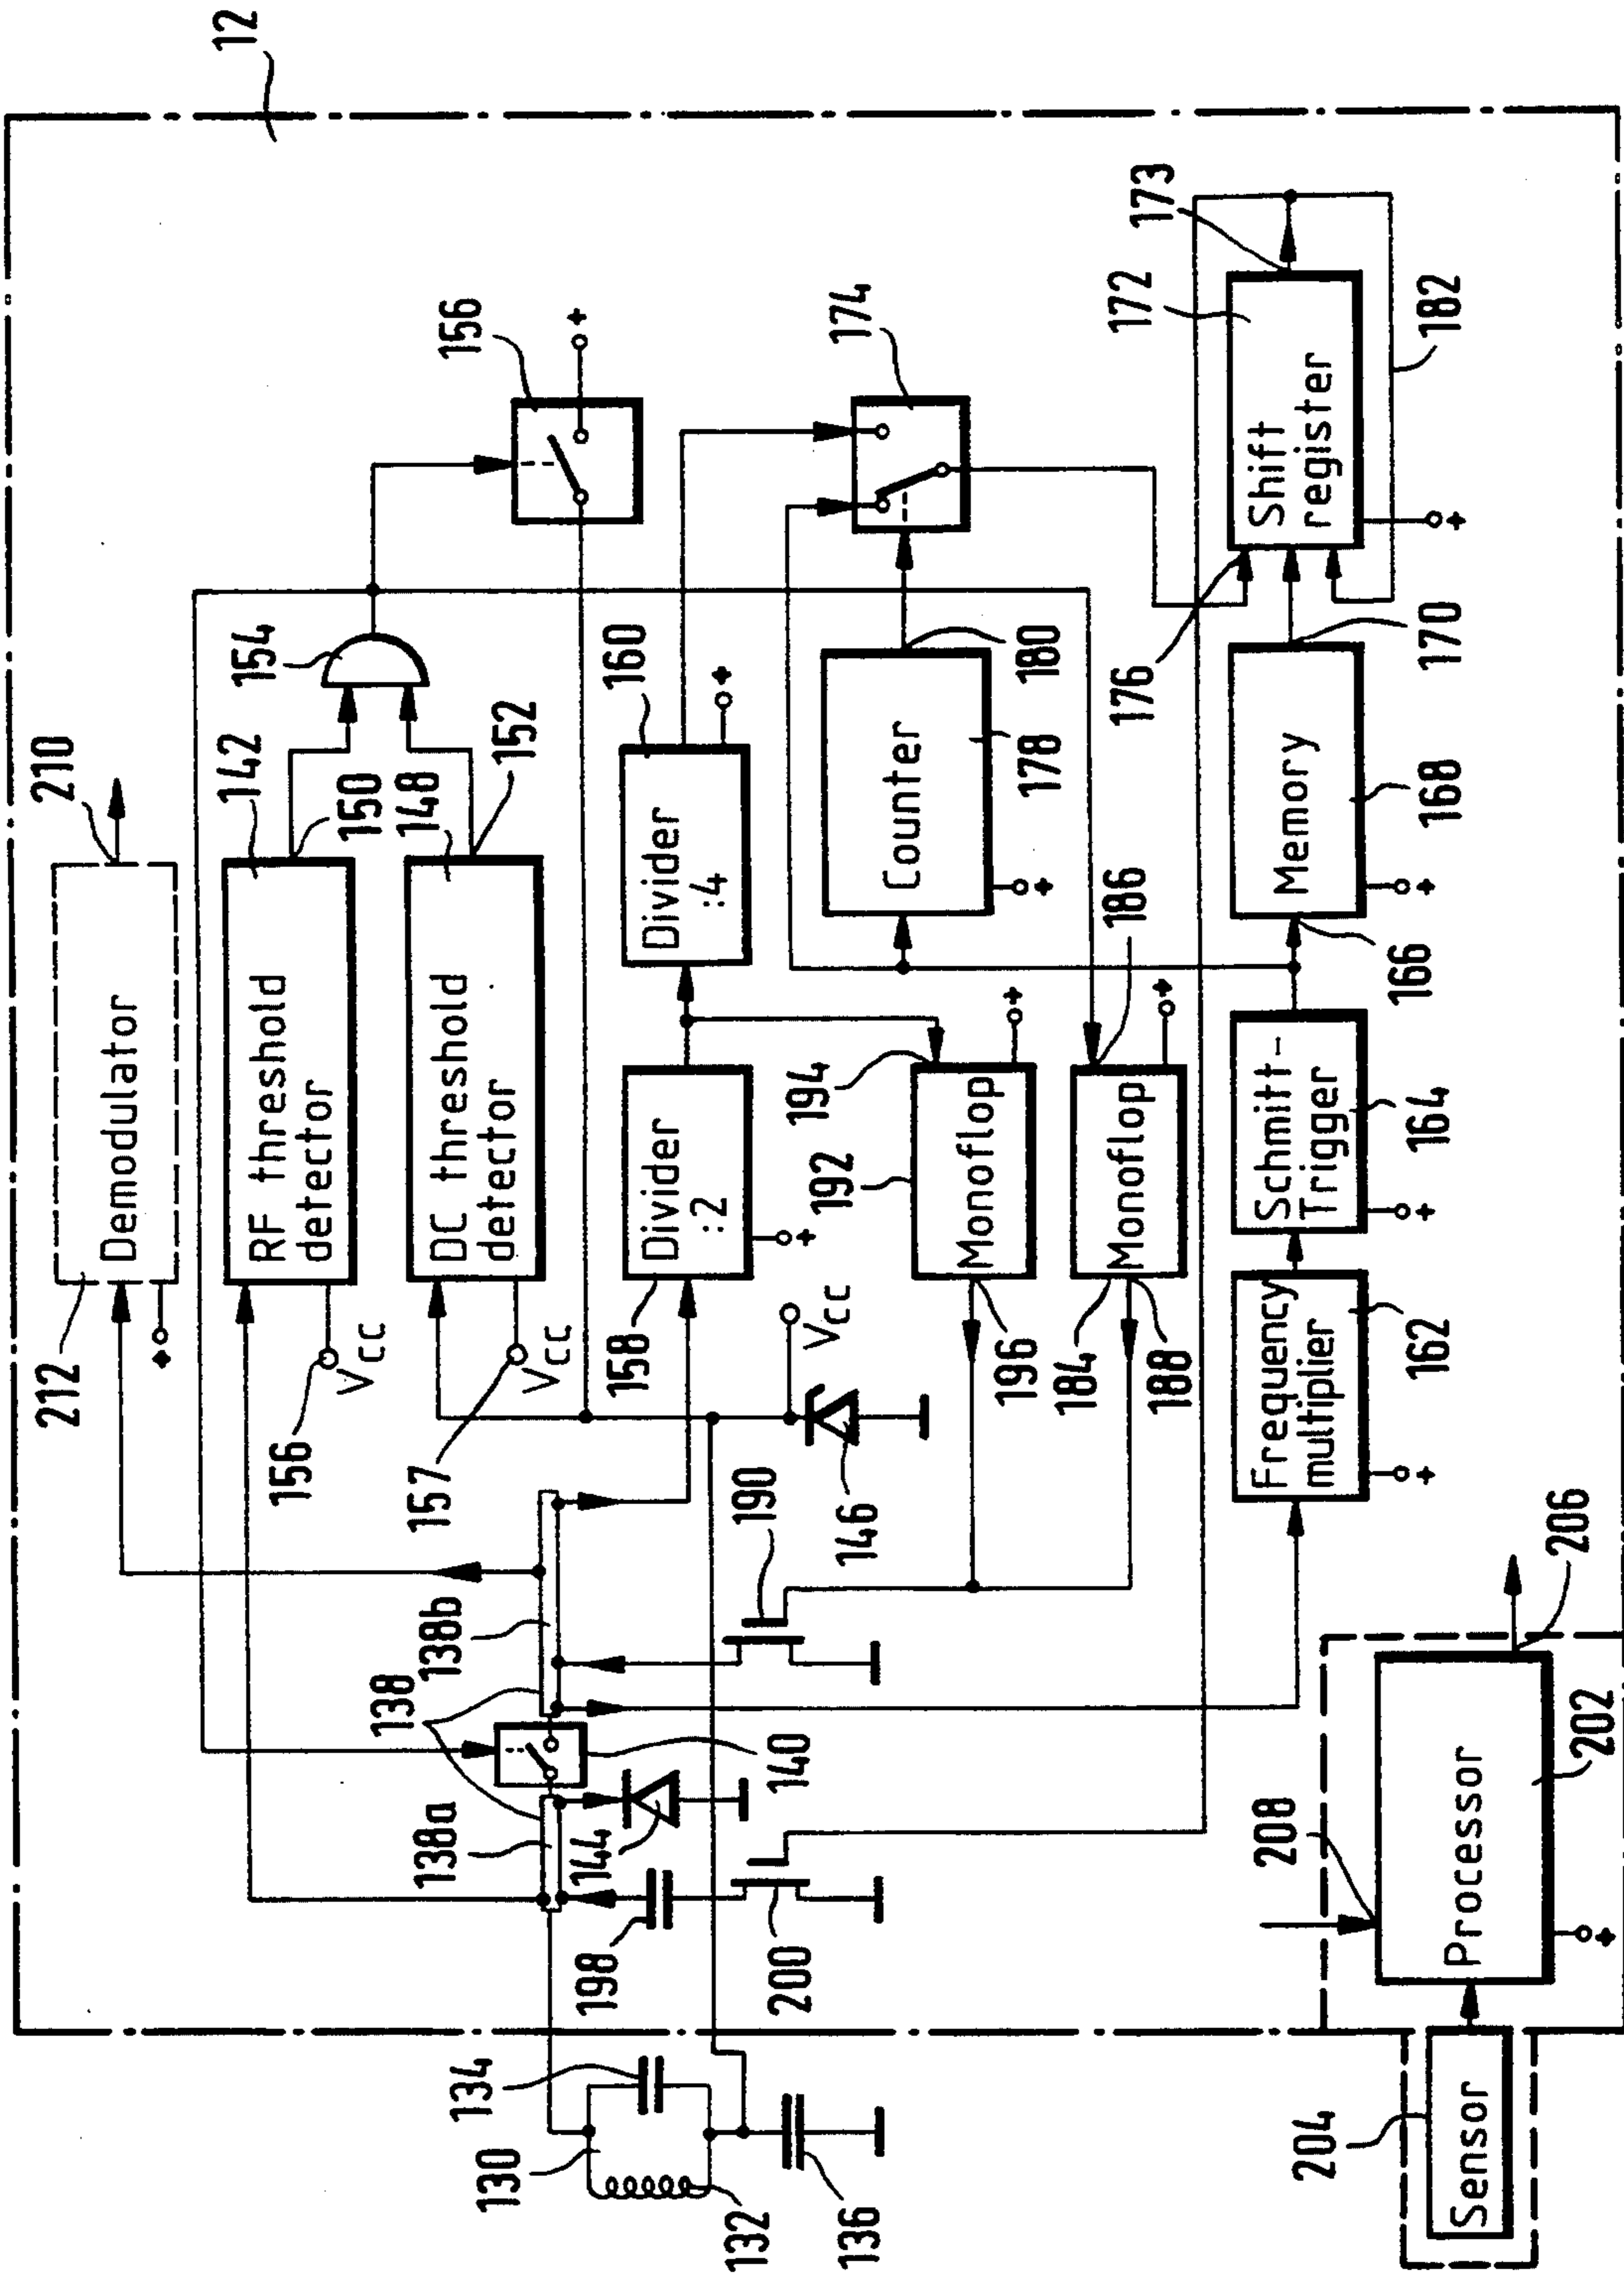 12
210
212
Demodulator
142
RF threshold
detector
150
156
VCC
148
DC threshold
detector
152
157
VCC
154
156
+
+
158
Divider
:2
+
160
Divider
:4
+
174
VCC
146
192
194
Monoflop
196
+
184
186
Monoflop
188
+
Counter
178
180
+
138
138a
138b
140
144
190
198
200
130
132
134
136
Frequency
multiplier
162
+
Schmitt-
Trigger
164
+
166
Memory
168
170
+
172
173
176
Shift
register
182
+
204
Sensor
208
Processor
202
206
+